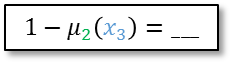 1 − μ₂(x₃) = __